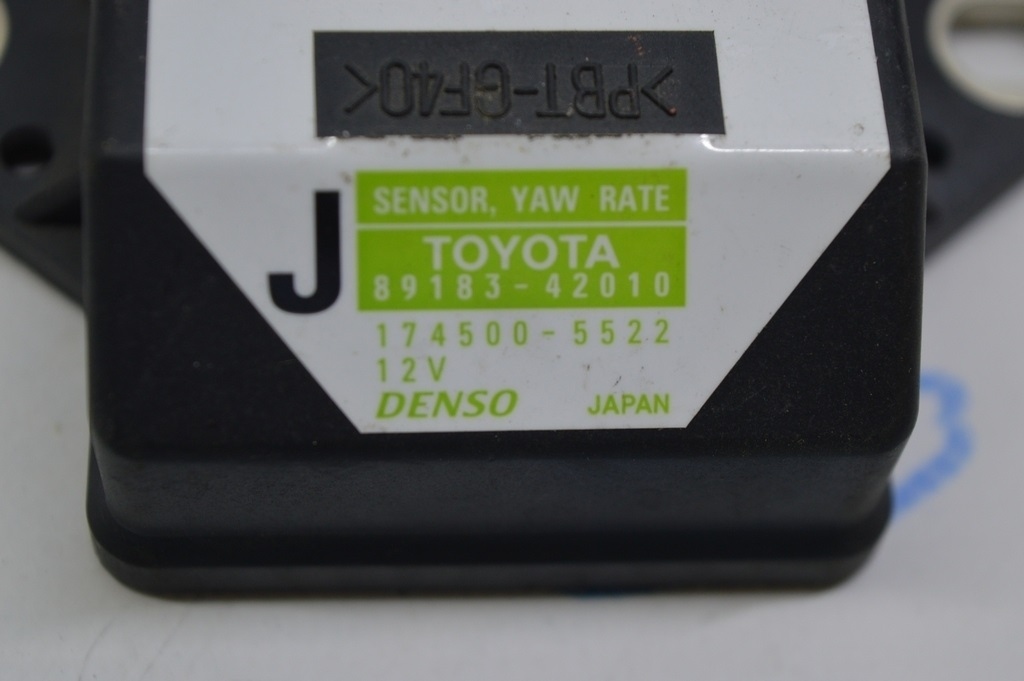 >PBT-GF40<
J
SENSOR, YAW RATE
TOYOTA
89183-42010
174500-5522
12V
DENSO JAPAN